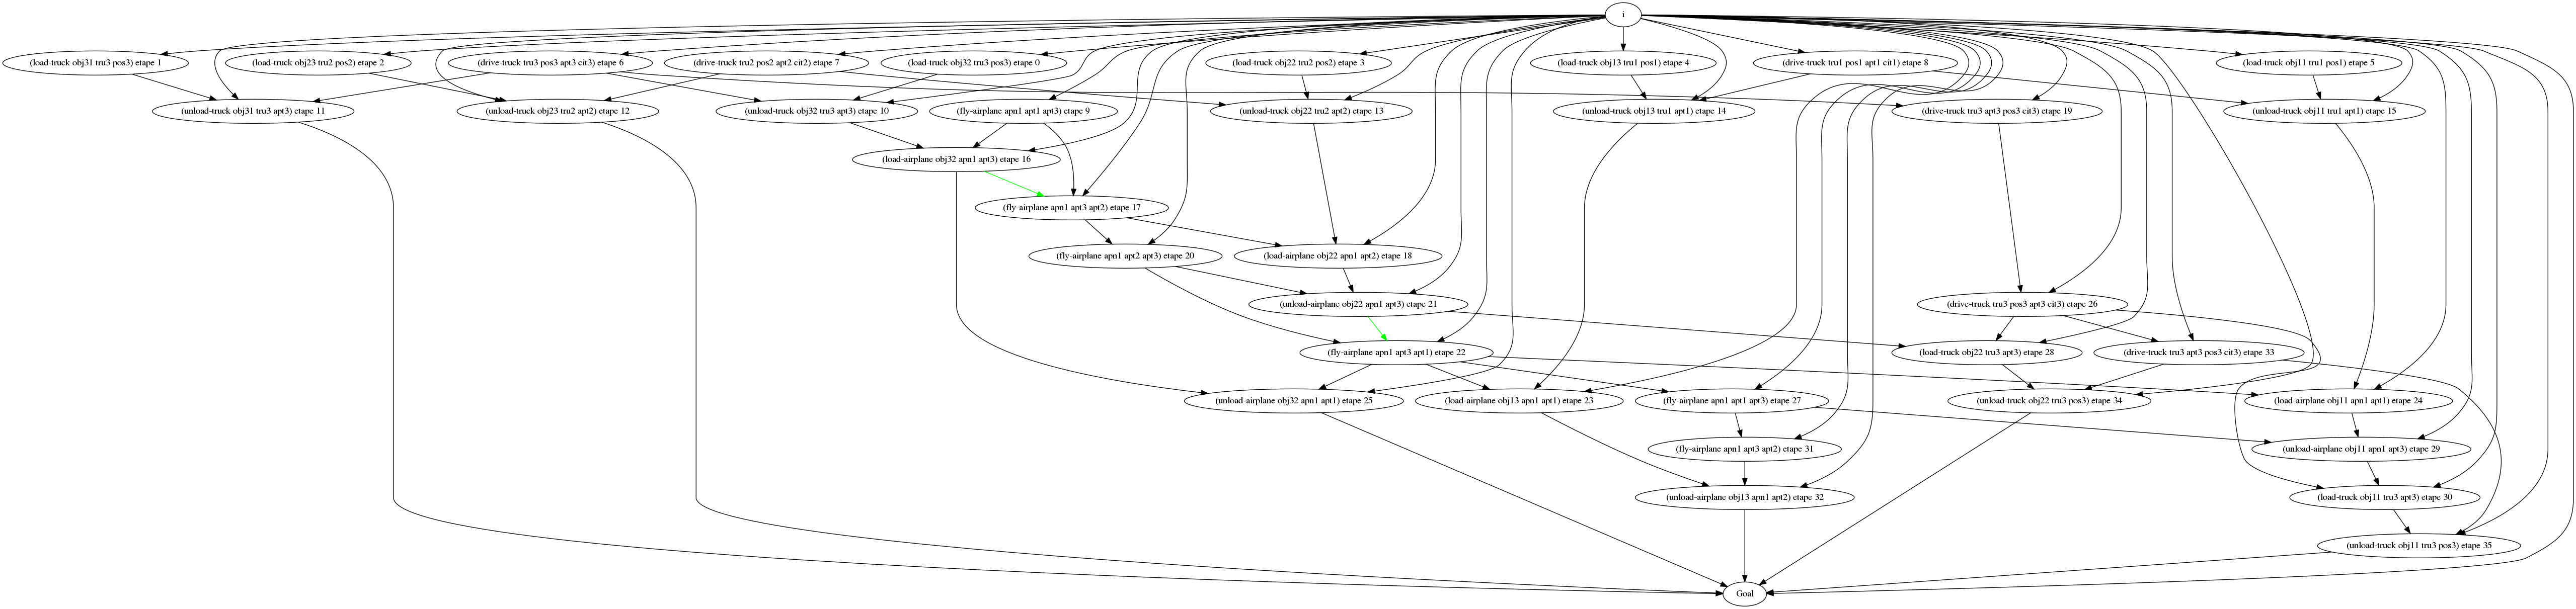 i
(load-truck obj31 tru3 pos3) etape 1
(load-truck obj23 tru2 pos2) etape 2
(drive-truck tru3 pos3 apt3 cit3) etape 6
(drive-truck tru2 pos2 apt2 cit2) etape 7
(load-truck obj32 tru3 pos3) etape 0
(load-truck obj22 tru2 pos2) etape 3
(load-truck obj13 tru1 pos1) etape 4
(drive-truck tru1 pos1 apt1 cit1) etape 8
(load-truck obj11 tru1 pos1) etape 5
(unload-truck obj31 tru3 apt3) etape 11
(unload-truck obj23 tru2 apt2) etape 12
(unload-truck obj32 tru3 apt3) etape 10
(fly-airplane apn1 apt1 apt3) etape 9
(unload-truck obj22 tru2 apt2) etape 13
(unload-truck obj13 tru1 apt1) etape 14
(drive-truck tru3 apt3 pos3 cit3) etape 19
(unload-truck obj11 tru1 apt1) etape 15
(load-airplane obj32 apn1 apt3) etape 16
(fly-airplane apn1 apt3 apt2) etape 17
(fly-airplane apn1 apt2 apt3) etape 20
(load-airplane obj22 apn1 apt2) etape 18
(unload-airplane obj22 apn1 apt3) etape 21
(drive-truck tru3 pos3 apt3 cit3) etape 26
(fly-airplane apn1 apt3 apt1) etape 22
(load-truck obj22 tru3 apt3) etape 28
(drive-truck tru3 apt3 pos3 cit3) etape 33
(unload-airplane obj32 apn1 apt1) etape 25
(load-airplane obj13 apn1 apt1) etape 23
(fly-airplane apn1 apt1 apt3) etape 27
(unload-truck obj22 tru3 pos3) etape 34
(load-airplane obj11 apn1 apt1) etape 24
(fly-airplane apn1 apt3 apt2) etape 31
(unload-airplane obj11 apn1 apt3) etape 29
(unload-airplane obj13 apn1 apt2) etape 32
(load-truck obj11 tru3 apt3) etape 30
(unload-truck obj11 tru3 pos3) etape 35
Goal